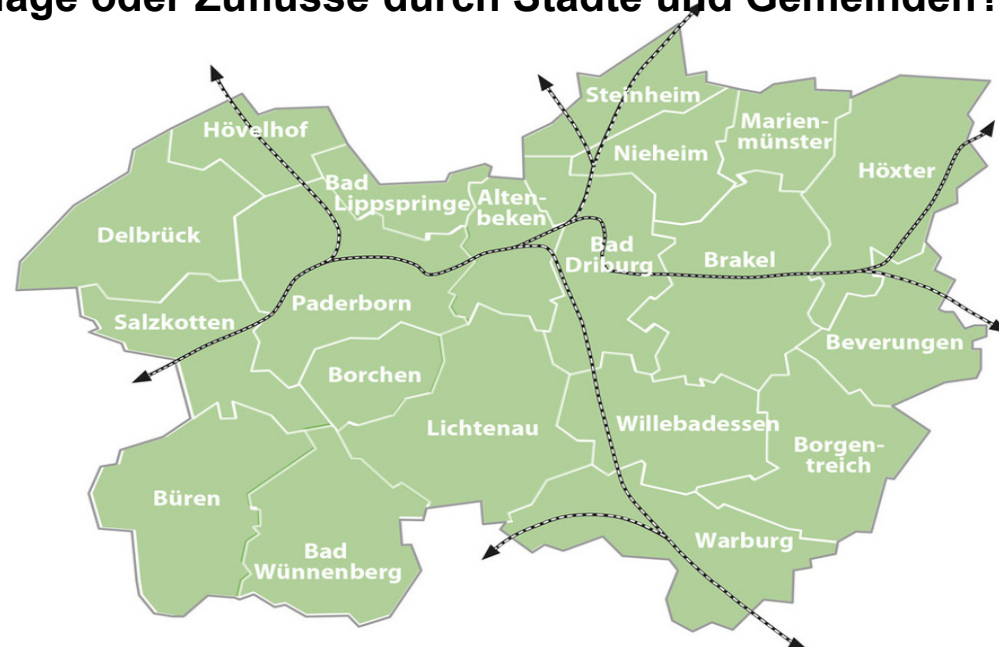 oder Zuflüsse durch Städte und Gemeinden?
Steinheim
Hövelhof
Marien-
münster
Nieheim
Höxter
Bad
Lippspringe
Alten-
beken
Delbrück
Bad
Driburg
Brakel
Paderborn
Salzkotten
Beverungen
Borchen
Willebadessen
Lichtenau
Borgen-
treich
Büren
Warburg
Bad
Wünnenberg